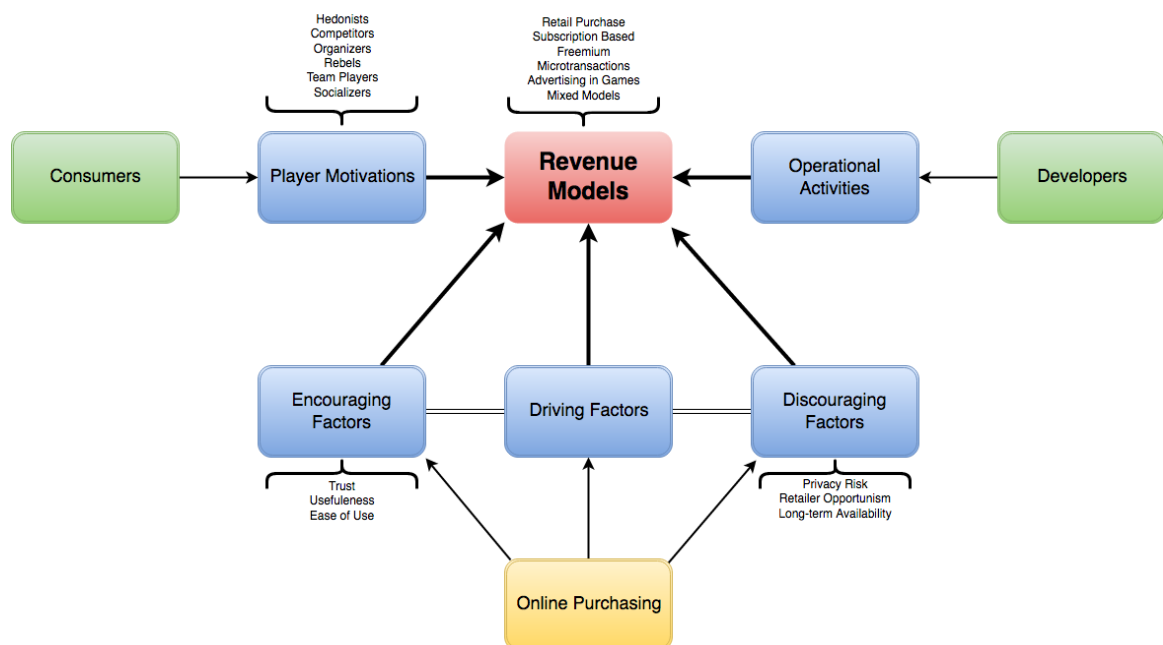 Hedonists
Competitors
Organizers
Rebels
Team Players
Socializers
Retail Purchase
Subscription Based
Freemium
Microtransactions
Advertising in Games
Mixed Models
Consumers
Player Motivations
Revenue
Models
Operational
Activities
Developers
Encouraging
Factors
Driving Factors
Discouraging
Factors
Trust
Usefuleness
Ease of Use
Privacy Risk
Retailer Opportunism
Long-term Availability
Online Purchasing